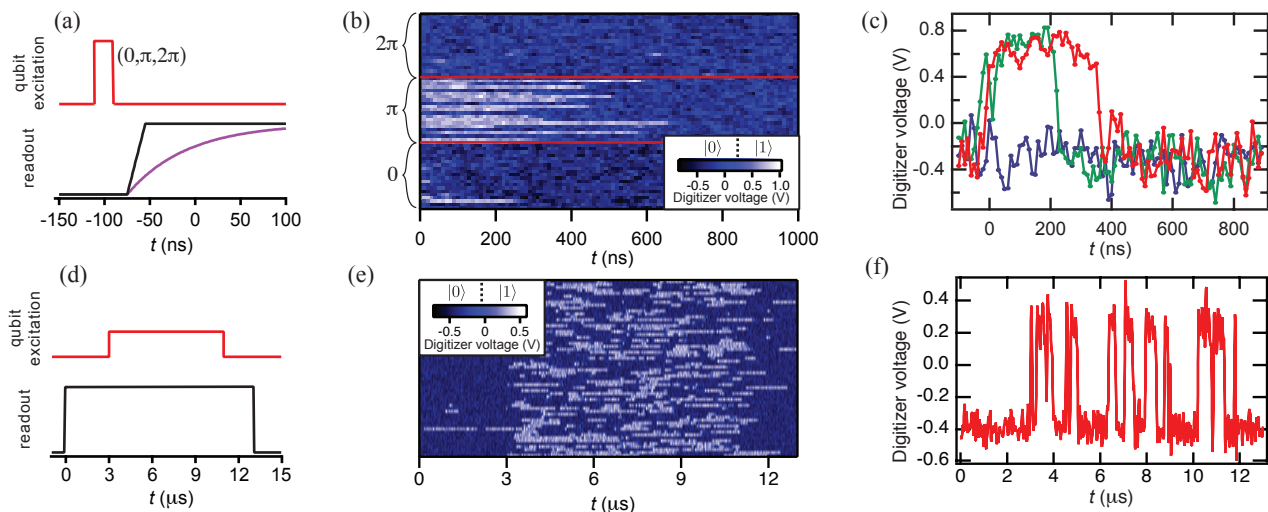 (a)
qubit
excitation
(0,π,2π)
readout
-150 -100 -50 0 50 100
t (ns)
(b)
2π
π
0
|0⟩ |1⟩
-0.5 0.2 1.0
Digitizer voltage (V)
0 200 400 600 800 1000
t (ns)
(c)
Digitizer voltage (V)
0.8
0.4
0.0
-0.4
0 200 400 600 800
t (ns)
(d)
qubit
excitation
readout
0 3 6 9 12 15
t (μs)
(e)
|0⟩ |1⟩
-0.5 0 0.5
Digitizer voltage (V)
0 3 6 9 12
t (μs)
(f)
Digitizer voltage (V)
0.4
0.2
0.0
-0.2
-0.4
-0.6
0 2 4 6 8 10 12
t (μs)